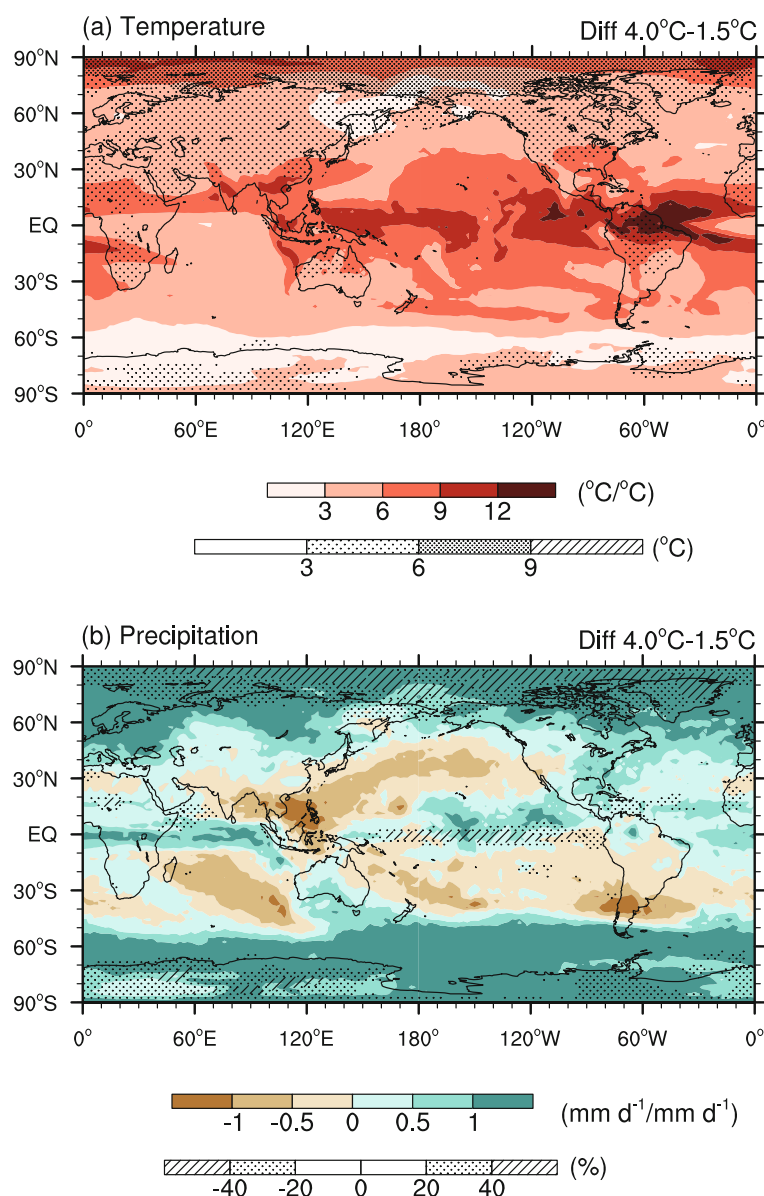 (a) Temperature Diff 4.0°C-1.5°C
90°N
60°N
30°N
EQ
30°S
60°S
90°S
0° 60°E 120°E 180° 120°W 60°W 0°
3 6 9 12 (°C/°C)
3 6 9 (°C)
(b) Precipitation Diff 4.0°C-1.5°C
90°N
60°N
30°N
EQ
30°S
60°S
90°S
0° 60°E 120°E 180° 120°W 60°W 0°
-1 -0.5 0 0.5 1 (mm d⁻¹/mm d⁻¹)
-40 -20 0 20 40 (%)